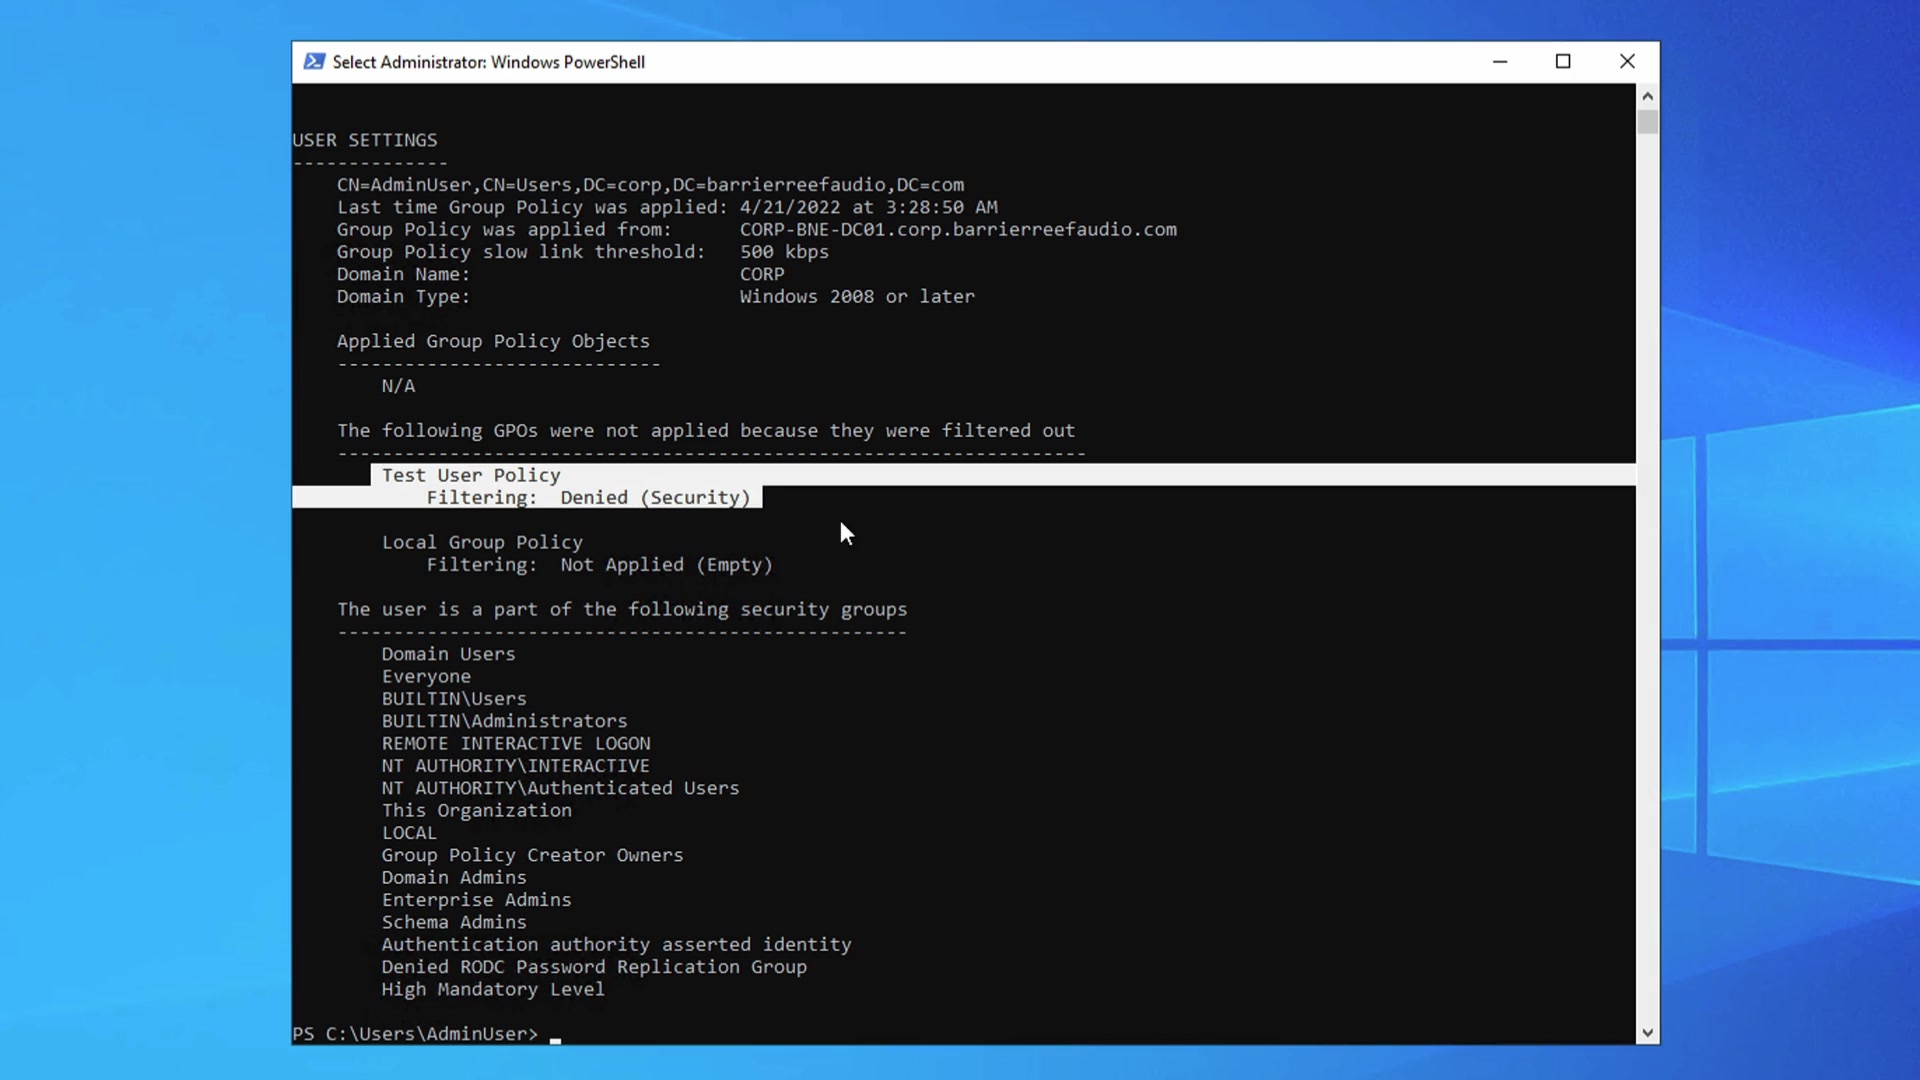 Select Administrator: Windows PowerShell
USER SETTINGS
--------------
CN=AdminUser,CN=Users,DC=corp,DC=barrierreefaudio,DC=com
Last time Group Policy was applied: 4/21/2022 at 3:28:50 AM
Group Policy was applied from:      CORP-BNE-DC01.corp.barrierreefaudio.com
Group Policy slow link threshold:   500 kbps
Domain Name:                        CORP
Domain Type:                        Windows 2008 or later
Applied Group Policy Objects
-----------------------------
N/A
The following GPOs were not applied because they were filtered out
-------------------------------------------------------------------
Test User Policy
Filtering:  Denied (Security)
Local Group Policy
Filtering:  Not Applied (Empty)
The user is a part of the following security groups
---------------------------------------------------
Domain Users
Everyone
BUILTIN\Users
BUILTIN\Administrators
REMOTE INTERACTIVE LOGON
NT AUTHORITY\INTERACTIVE
NT AUTHORITY\Authenticated Users
This Organization
LOCAL
Group Policy Creator Owners
Domain Admins
Enterprise Admins
Schema Admins
Authentication authority asserted identity
Denied RODC Password Replication Group
High Mandatory Level
PS C:\Users\AdminUser>